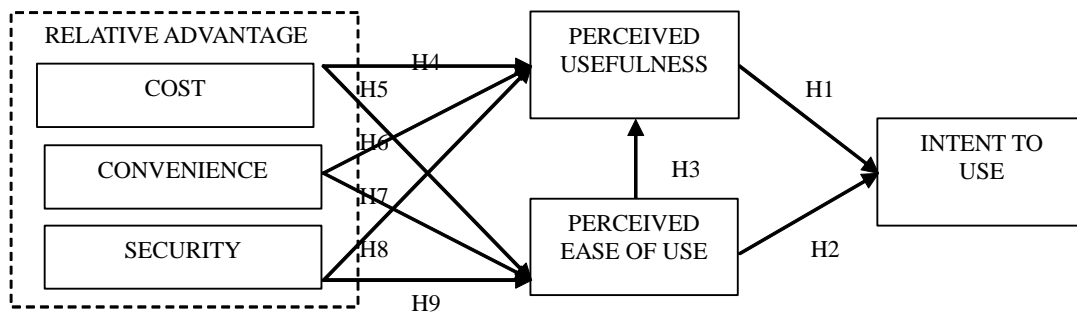 RELATIVE ADVANTAGE
COST
CONVENIENCE
SECURITY
H4
H5
H6
H7
H8
H9
PERCEIVED
USEFULNESS
H3
PERCEIVED
EASE OF USE
H1
H2
INTENT TO
USE